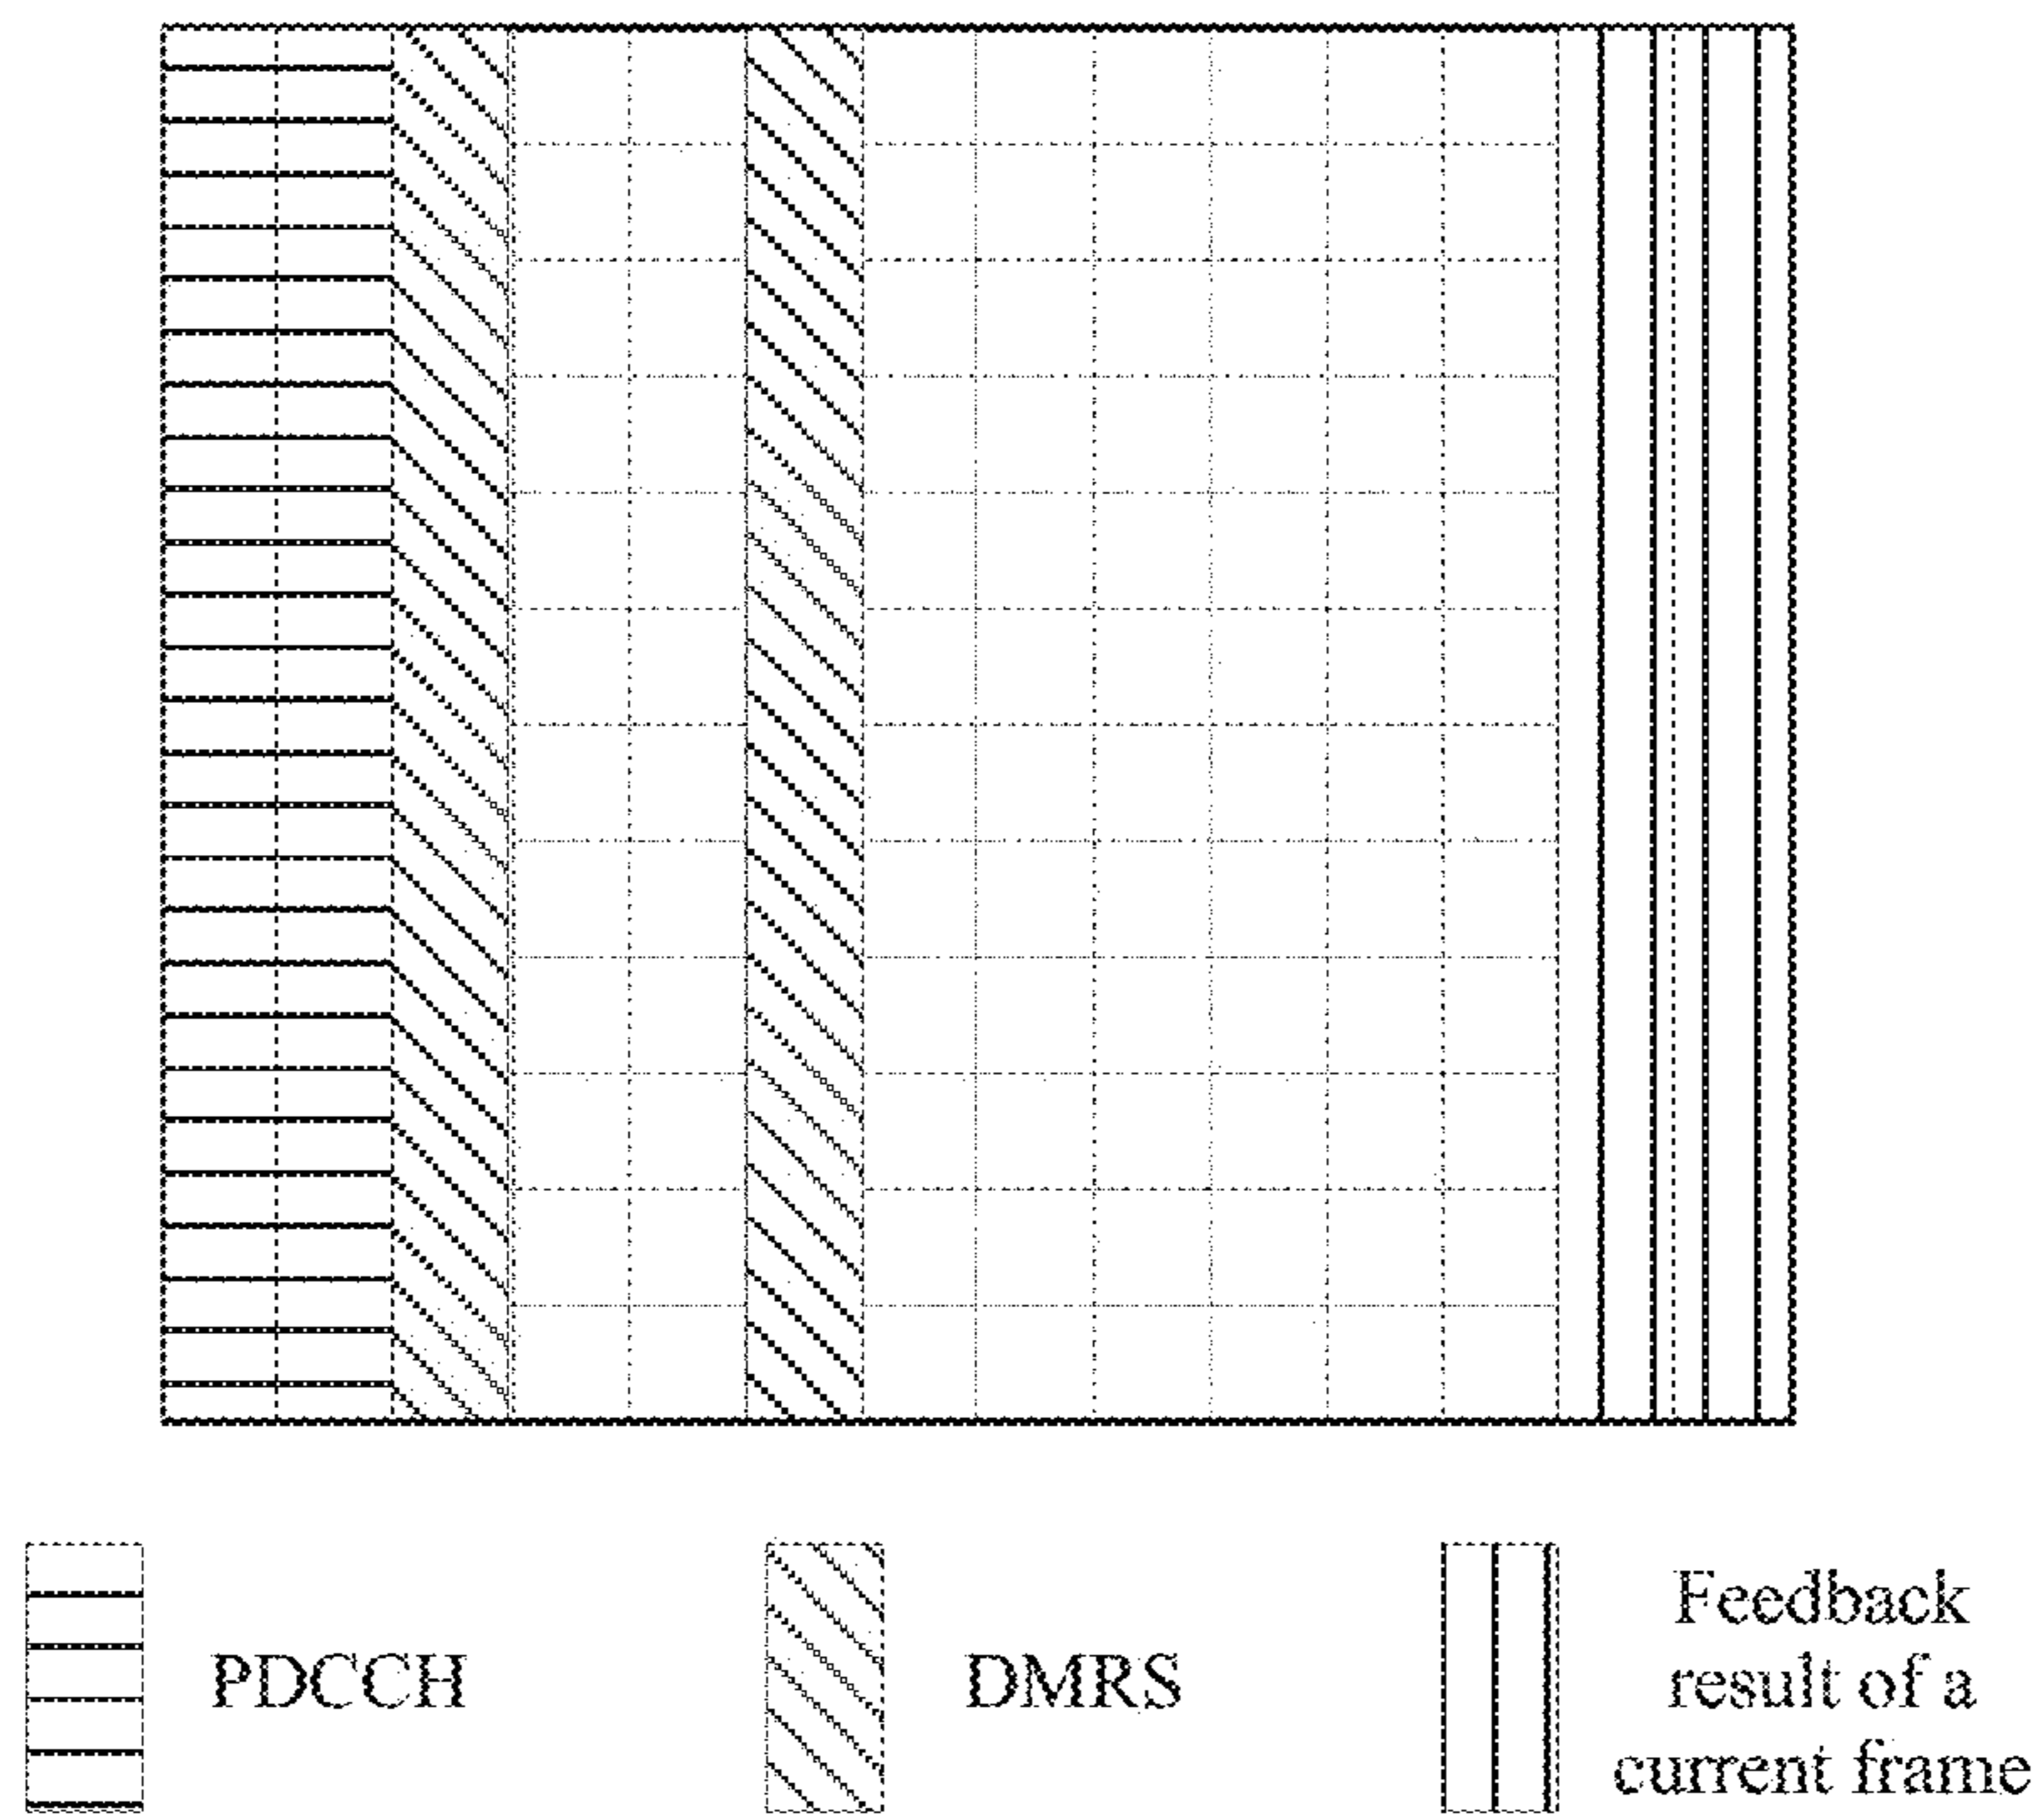 PDCCH
DMRS
Feedback
result of a
current frame